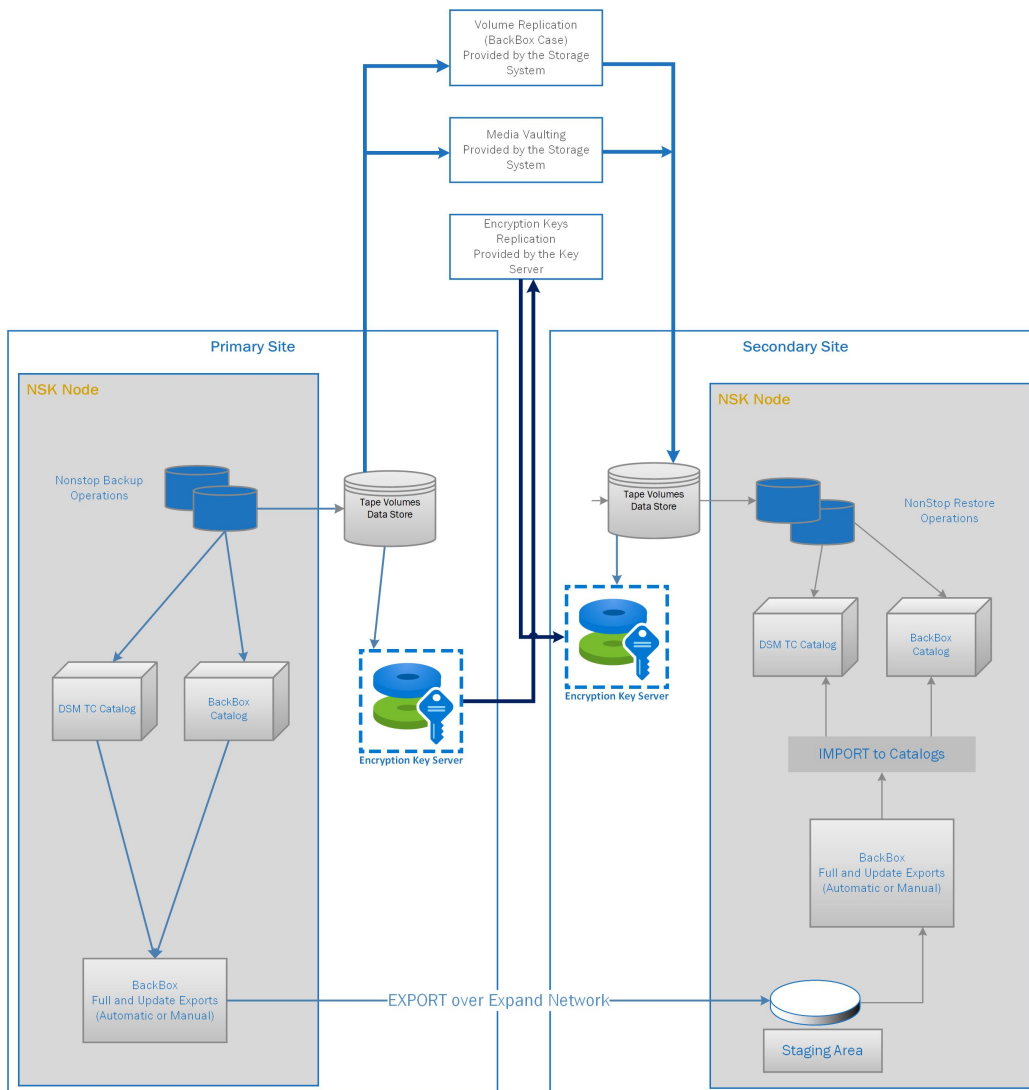 Volume Replication
(BackBox Case)
Provided by the Storage
System
Media Vaulting
Provided by the Storage
System
Encryption Keys
Replication
Provided by the Key
Server
Primary Site
NSK Node
Nonstop Backup
Operations
Tape Volumes
Data Store
DSM TC Catalog
BackBox
Catalog
Encryption Key Server
BackBox
Full and Update Exports
(Automatic or Manual)
EXPORT over Expand Network
Secondary Site
NSK Node
Tape Volumes
Data Store
NonStop Restore
Operations
Encryption Key Server
DSM TC Catalog
BackBox
Catalog
IMPORT to Catalogs
BackBox
Full and Update Exports
(Automatic or Manual)
Staging Area